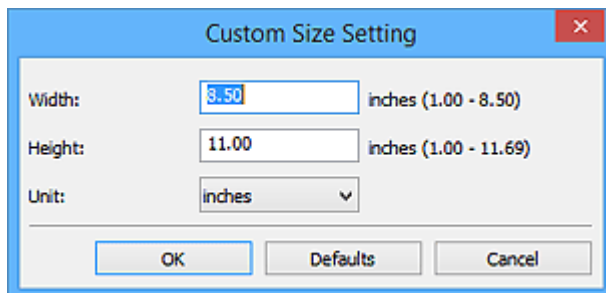 Custom Size Setting
Width: 8.50 inches (1.00 - 8.50)
Height: 11.00 inches (1.00 - 11.69)
Unit: inches
OK Defaults Cancel